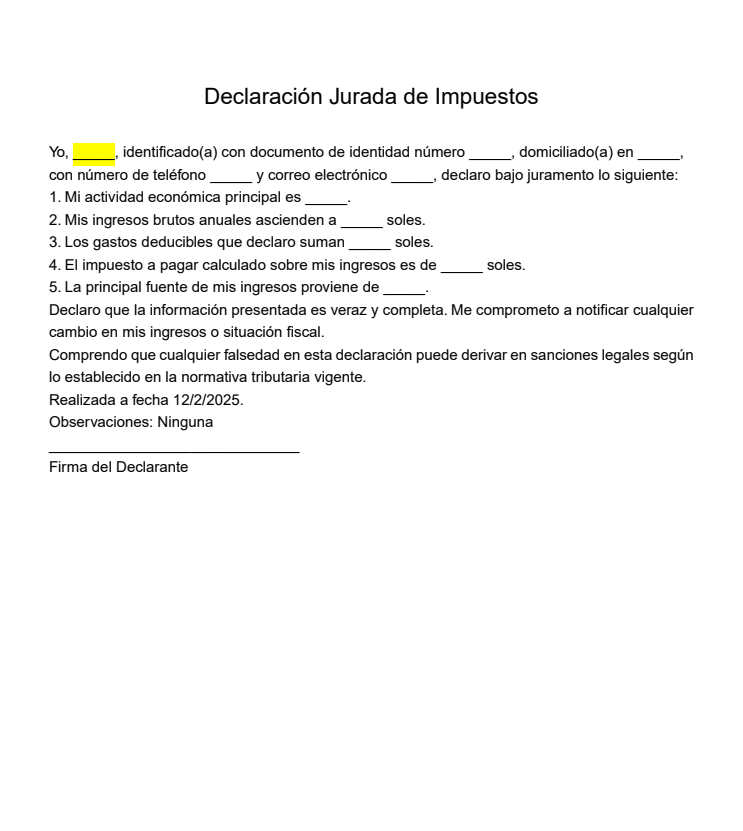 Declaración Jurada de Impuestos
Yo, _____, identificado(a) con documento de identidad número _____, domiciliado(a) en _____,
con número de teléfono _____ y correo electrónico _____, declaro bajo juramento lo siguiente:
1. Mi actividad económica principal es _____.
2. Mis ingresos brutos anuales ascienden a _____ soles.
3. Los gastos deducibles que declaro suman _____ soles.
4. El impuesto a pagar calculado sobre mis ingresos es de _____ soles.
5. La principal fuente de mis ingresos proviene de _____.
Declaro que la información presentada es veraz y completa. Me comprometo a notificar cualquier
cambio en mis ingresos o situación fiscal.
Comprendo que cualquier falsedad en esta declaración puede derivar en sanciones legales según
lo establecido en la normativa tributaria vigente.
Realizada a fecha 12/2/2025.
Observaciones: Ninguna
______________________________
Firma del Declarante